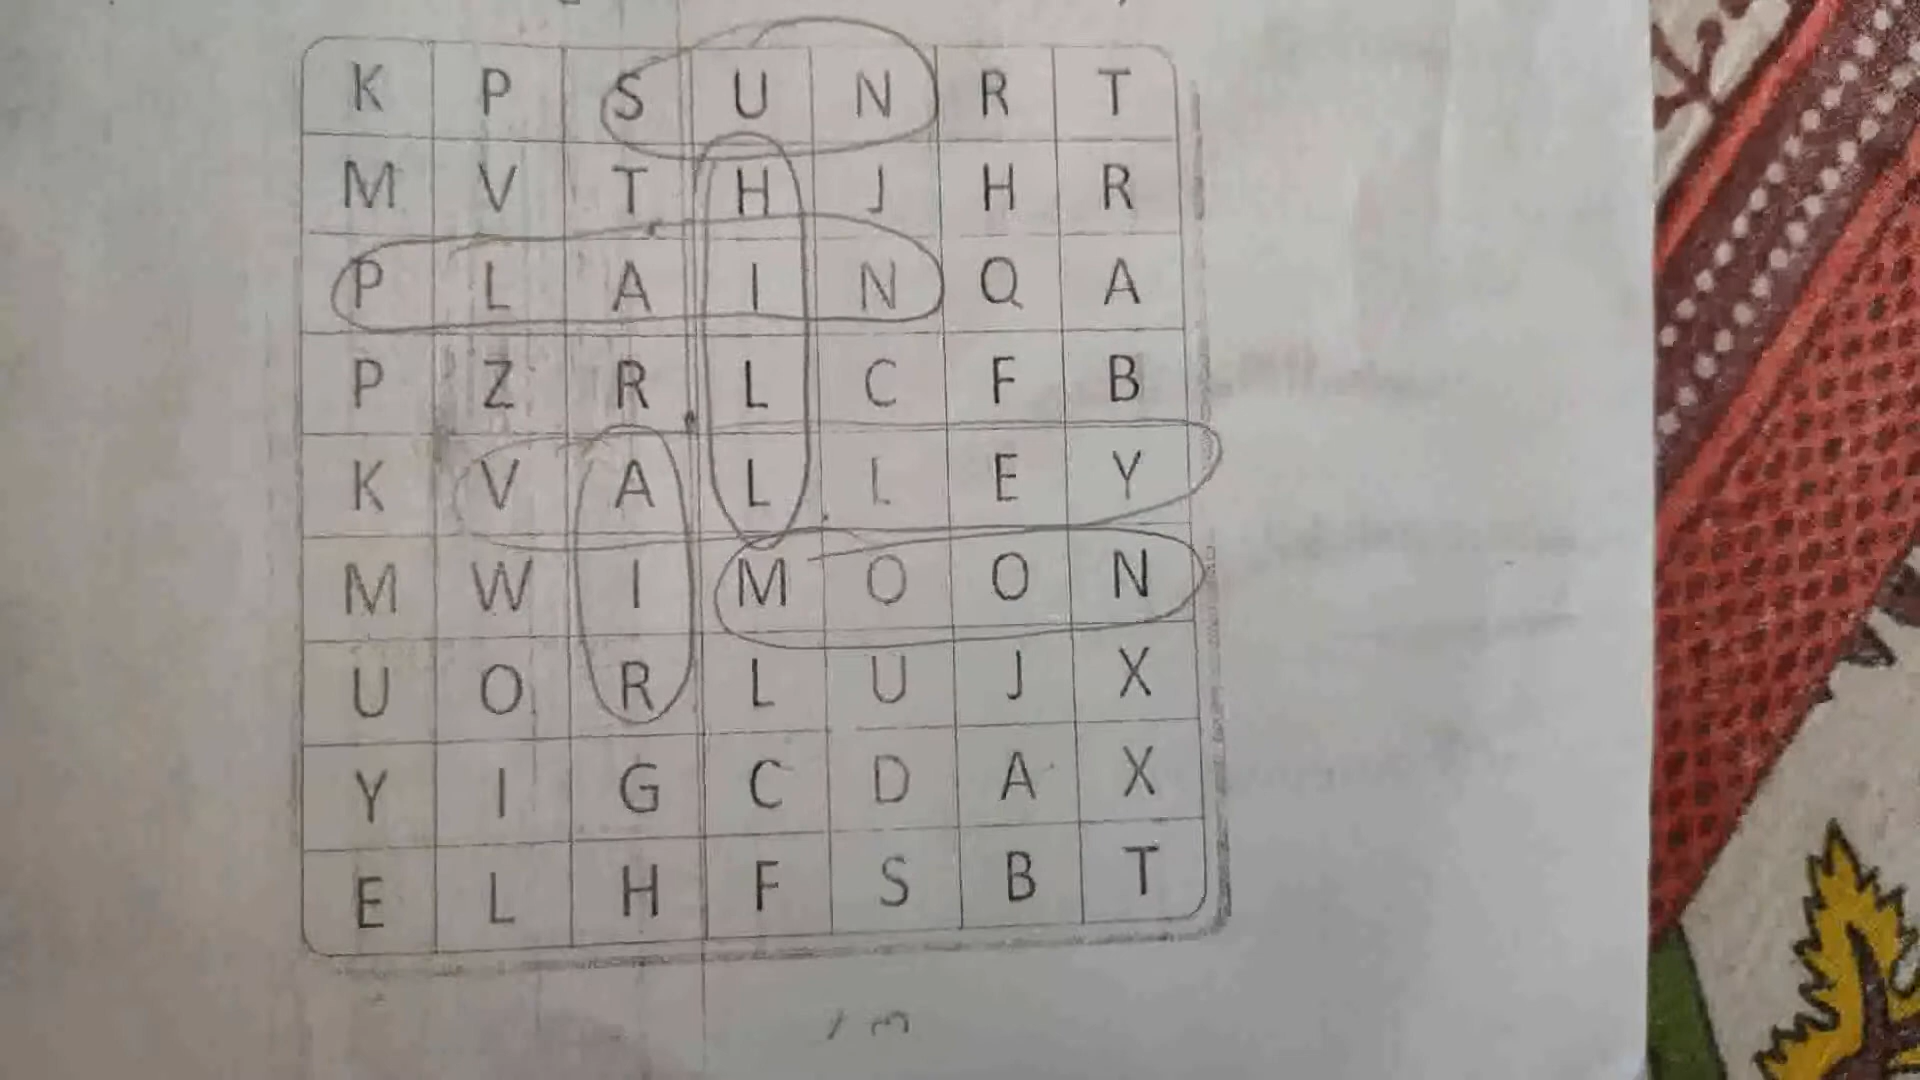 K P S U N R T
M V T H J H R
P L A I N Q A
P Z R L C F B
K V A L L E Y
M W I M O O N
U O R L U J X
Y I G C D A X
E L H F S B T